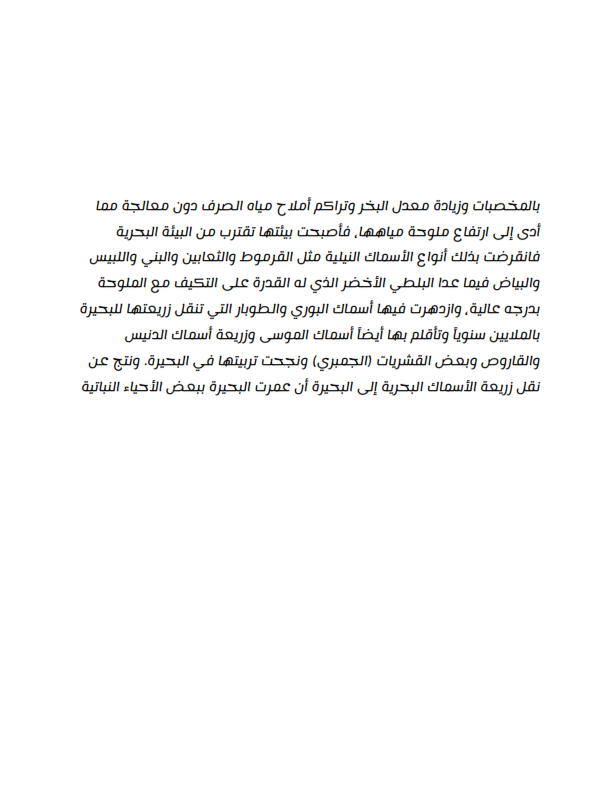 بالمخصبات وزيادة معدل البخر وتراكم أملاح مياه الصرف دون معالجة مما
أدى إلى ارتفاع ملوحة مياهها، فأصبحت بيئتها تقترب من البيئة البحرية
فانقرضت بذلك أنواع الأسماك النيلية مثل القرموط والثعابين والبني واللبيس
والبياض فيما عدا البلطي الأخضر الذي له القدرة على التكيف مع الملوحة
بدرجه عالية، وازدهرت فيها أسماك البوري والطوبار التي تنقل زريعتها للبحيرة
بالملايين سنوياً وتأقلم بها أيضاً أسماك الموسى وزريعة أسماك الدنيس
والقاروص وبعض القشريات (الجمبري) ونجحت تربيتها في البحيرة. ونتج عن
نقل زريعة الأسماك البحرية إلى البحيرة أن عمرت البحيرة ببعض الأحياء النباتية